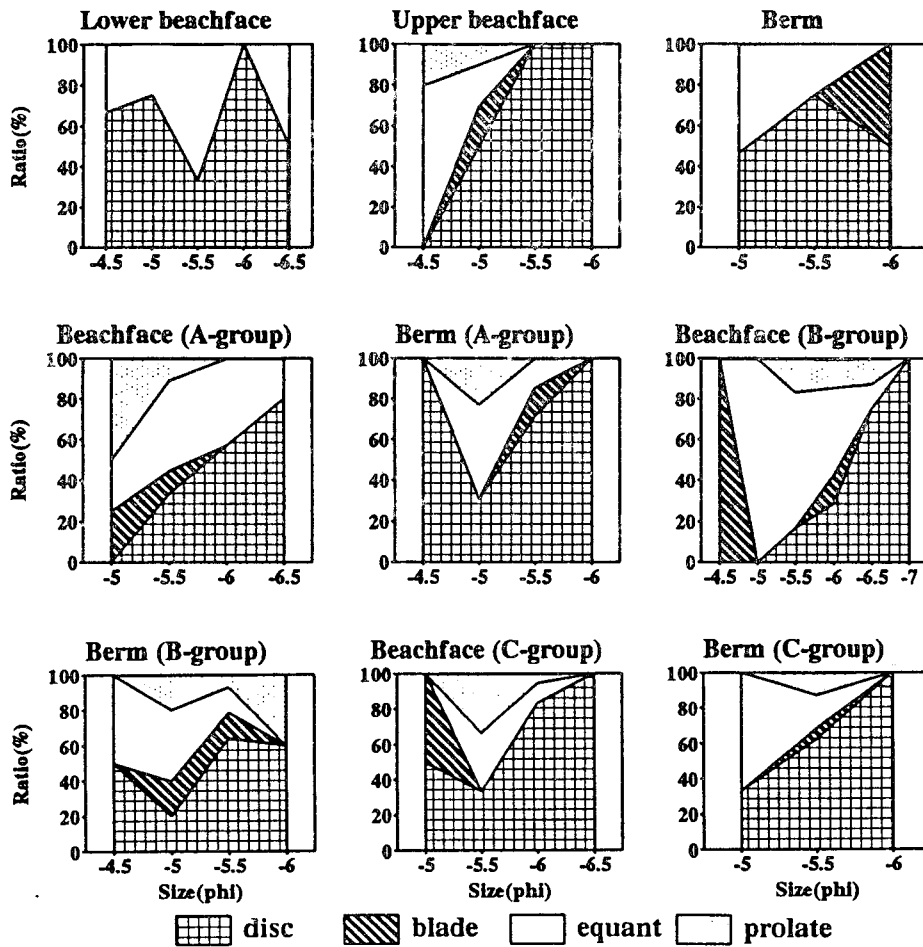 Lower beachface
Upper beachface
Berm
Ratio(%)
100
80
60
40
20
0
-4.5 -5 -5.5 -6 -6.5
100
80
60
40
20
0
-4.5 -5 -5.5 -6
100
80
60
40
20
0
-5 -5.5 -6
Beachface (A-group)
Berm (A-group)
Beachface (B-group)
Ratio(%)
100
80
60
40
20
0
-5 -5.5 -6 -6.5
100
80
60
40
20
0
-4.5 -5 -5.5 -6
100
80
60
40
20
0
-4.5 -5 -5.5 -6 -6.5 -7
Berm (B-group)
Beachface (C-group)
Berm (C-group)
Ratio(%)
100
80
60
40
20
0
-4.5 -5 -5.5 -6
Size(phi)
100
80
60
40
20
0
-5 -5.5 -6 -6.5
Size(phi)
100
80
60
40
20
0
-5 -5.5 -6
Size(phi)
disc blade equant prolate